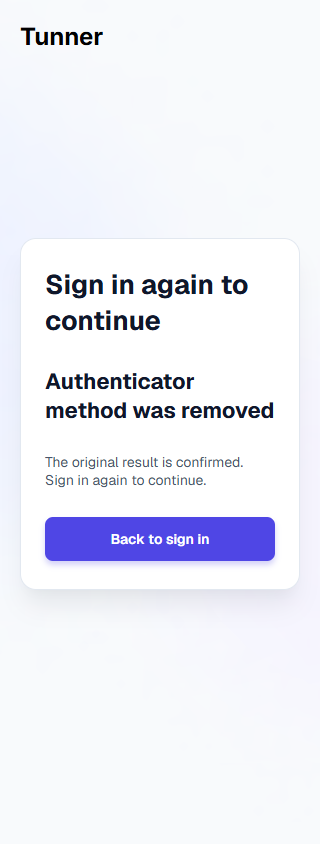 Tunner
Sign in again to
continue
Authenticator
method was removed
The original result is confirmed.
Sign in again to continue.
Back to sign in